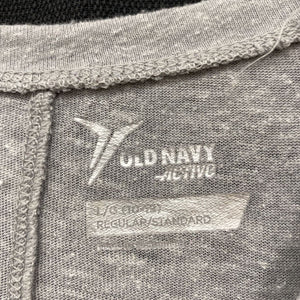 OLD NAVY
ACTIVE
L/G
REGULAR/STANDARD